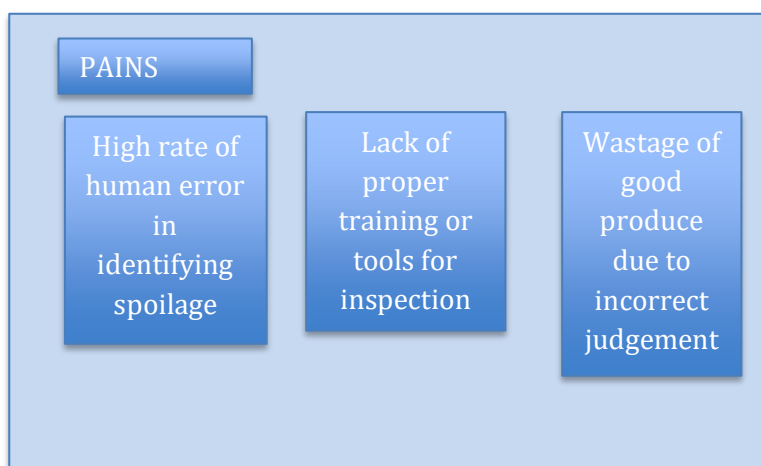 PAINS
High rate of
human error
in
identifying
spoilage
Lack of
proper
training or
tools for
inspection
Wastage of
good
produce
due to
incorrect
judgement